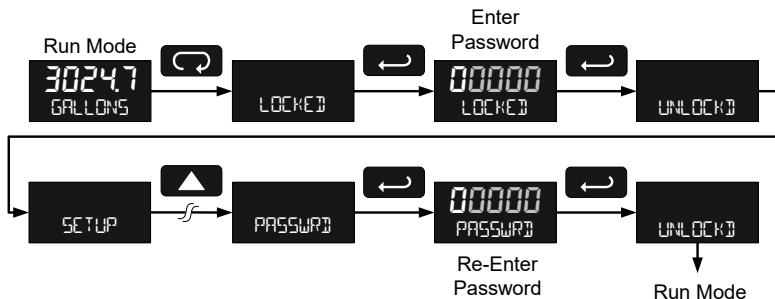 Enter
Password
Run Mode
3024.7
GALLONS
LOCKED
00000
LOCKED
UNLOCKD
SETUP
PASSWRD
00000
PASSWRD
UNLOCKD
Re-Enter
Password
Run Mode